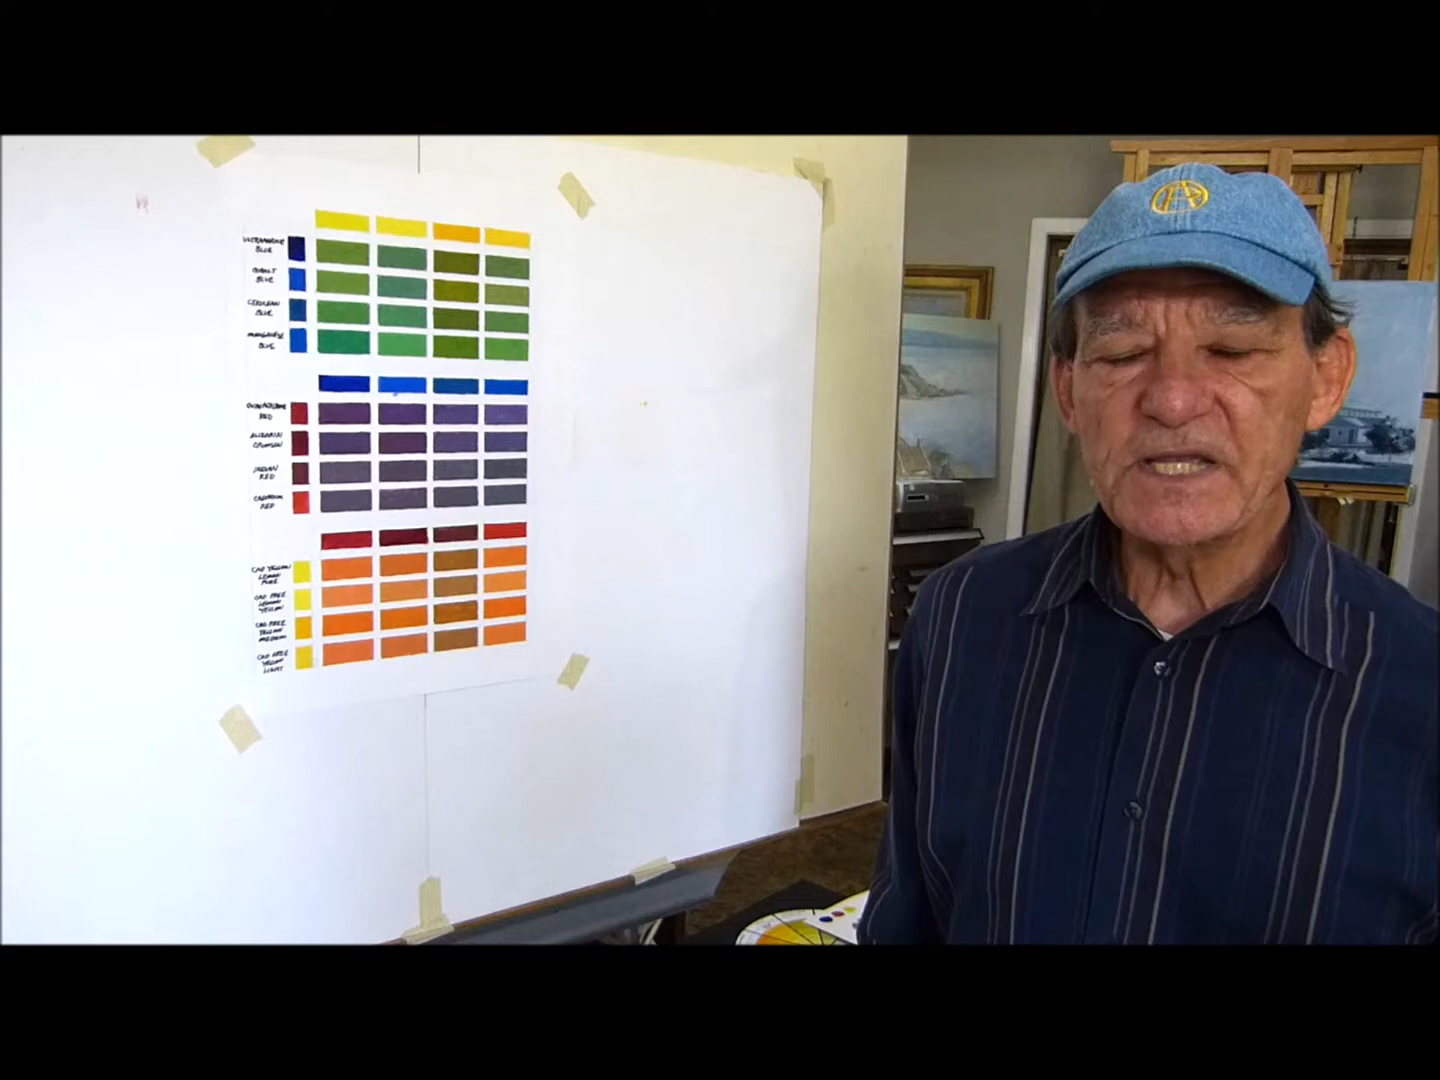 ULTRAMARINE
BLUE
COBALT
BLUE
CERULEAN
BLUE
MANGANESE
BLUE
QUINACRIDONE
RED
ALIZARIN
CRIMSON
INDIAN
RED
CADMIUM
RED
CAD YELLOW
LEMON
CAD FREE
LEMON
YELLOW
CAD FREE
YELLOW
MEDIUM
CAD FREE
YELLOW
LIGHT